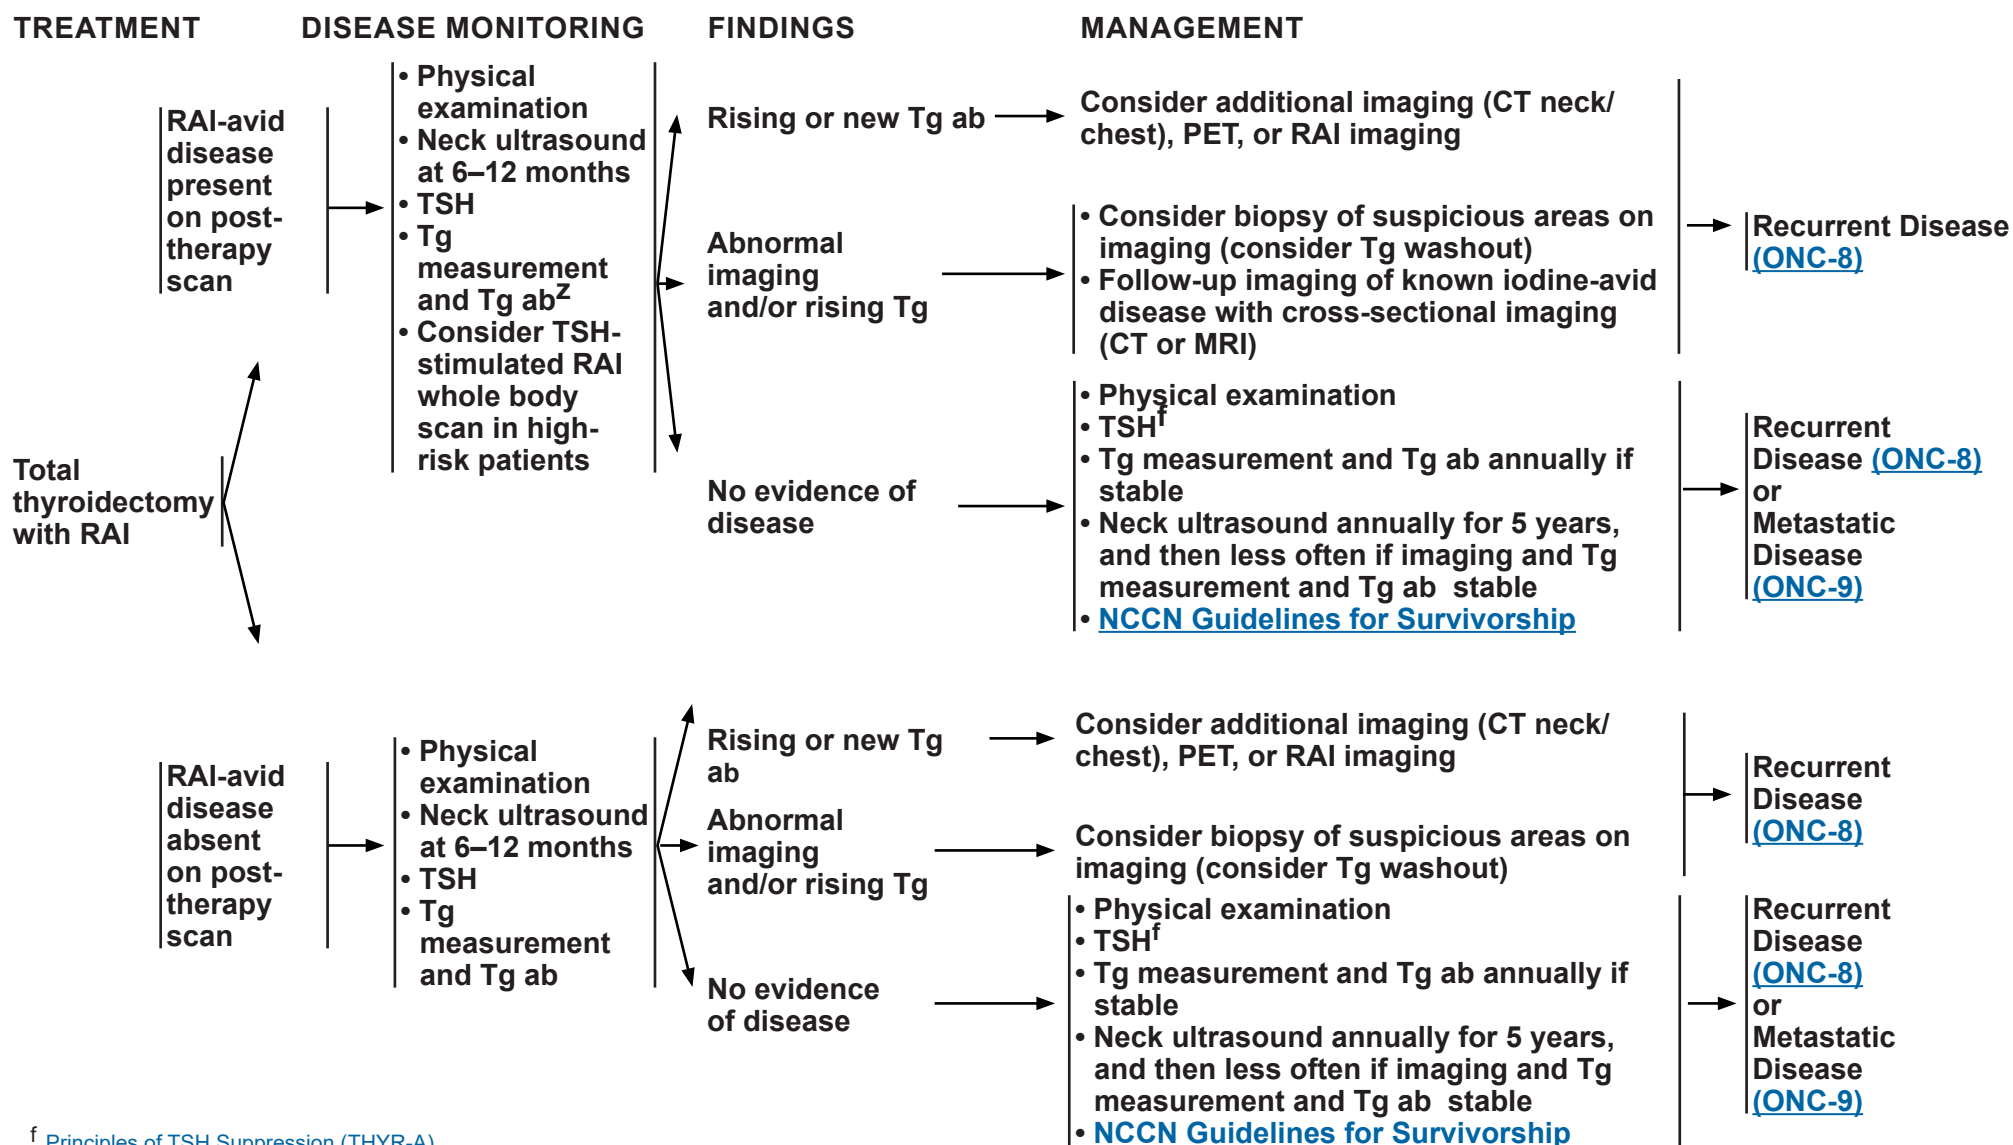 TREATMENT
DISEASE MONITORING
FINDINGS
MANAGEMENT
Total
thyroidectomy
with RAI
RAI-avid
disease
present
on post-
therapy
scan
• Physical
examination
• Neck ultrasound
at 6–12 months
• TSH
• Tg
measurement
and Tg abᶻ
• Consider TSH-
stimulated RAI
whole body
scan in high-
risk patients
Rising or new Tg ab
Consider additional imaging (CT neck/
chest), PET, or RAI imaging
Abnormal
imaging
and/or rising Tg
• Consider biopsy of suspicious areas on
imaging (consider Tg washout)
• Follow-up imaging of known iodine-avid
disease with cross-sectional imaging
(CT or MRI)
Recurrent Disease
(ONC-8)
No evidence of
disease
• Physical examination
• TSHᶠ
• Tg measurement and Tg ab annually if
stable
• Neck ultrasound annually for 5 years,
and then less often if imaging and Tg
measurement and Tg ab stable
• NCCN Guidelines for Survivorship
Recurrent
Disease (ONC-8)
or
Metastatic
Disease
(ONC-9)
RAI-avid
disease
absent
on post-
therapy
scan
• Physical
examination
• Neck ultrasound
at 6–12 months
• TSH
• Tg
measurement
and Tg ab
Rising or new Tg
ab
Consider additional imaging (CT neck/
chest), PET, or RAI imaging
Abnormal
imaging
and/or rising Tg
Consider biopsy of suspicious areas on
imaging (consider Tg washout)
Recurrent
Disease
(ONC-8)
No evidence
of disease
• Physical examination
• TSHᶠ
• Tg measurement and Tg ab annually if
stable
• Neck ultrasound annually for 5 years,
and then less often if imaging and Tg
measurement and Tg ab stable
• NCCN Guidelines for Survivorship
Recurrent
Disease
(ONC-8)
or
Metastatic
Disease
(ONC-9)
ᶠ Principles of TSH Suppression (THYR-A)